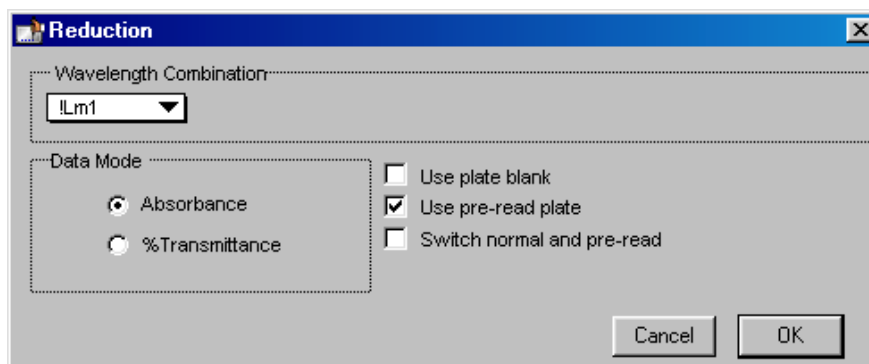 Reduction
Wavelength Combination
!Lm1
Data Mode
Absorbance
%Transmittance
Use plate blank
Use pre-read plate
Switch normal and pre-read
Cancel
OK